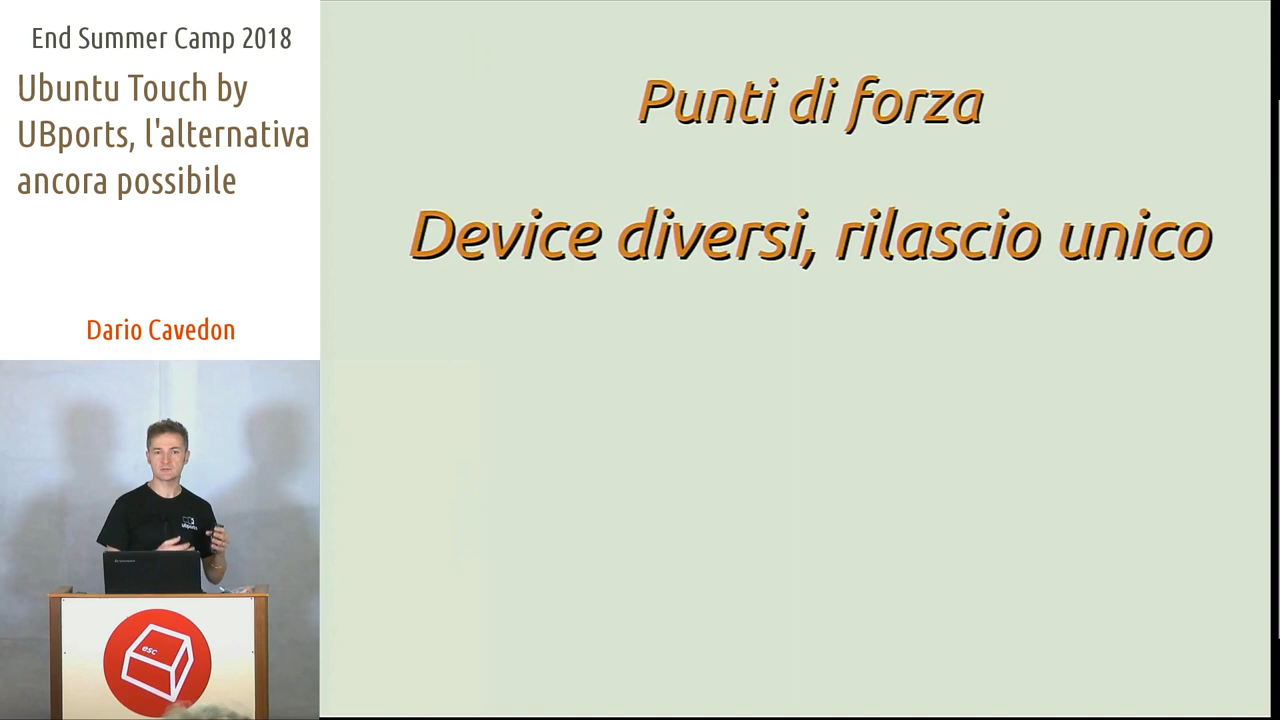 End Summer Camp 2018
Ubuntu Touch by
UBports, l'alternativa
ancora possibile
Dario Cavedon
Punti di forza
Device diversi, rilascio unico
UBports
esc